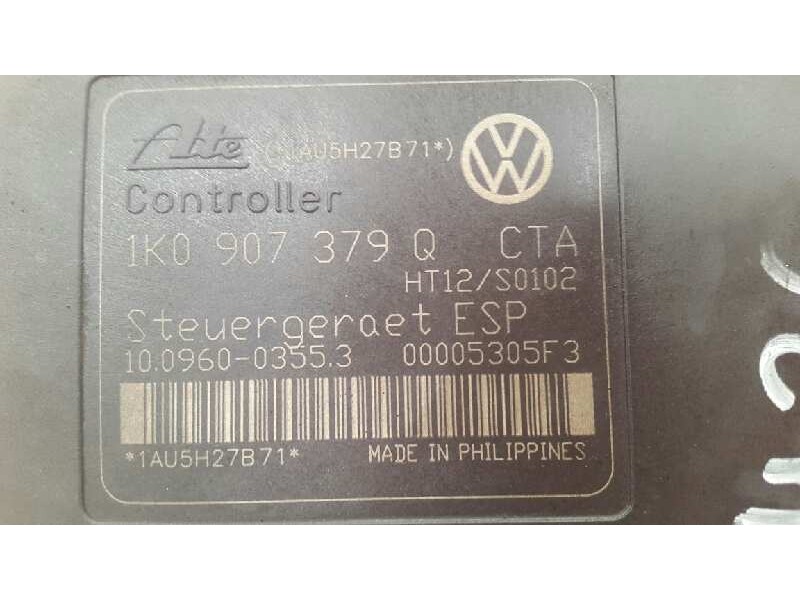 Ate (*1AU5H27B71*)
Controller
1K0 907 379 Q CTA
HT12/S0102
Steuergeraet ESP
10.0960-0355.3 00005305F3
*1AU5H27B71* MADE IN PHILIPPINES